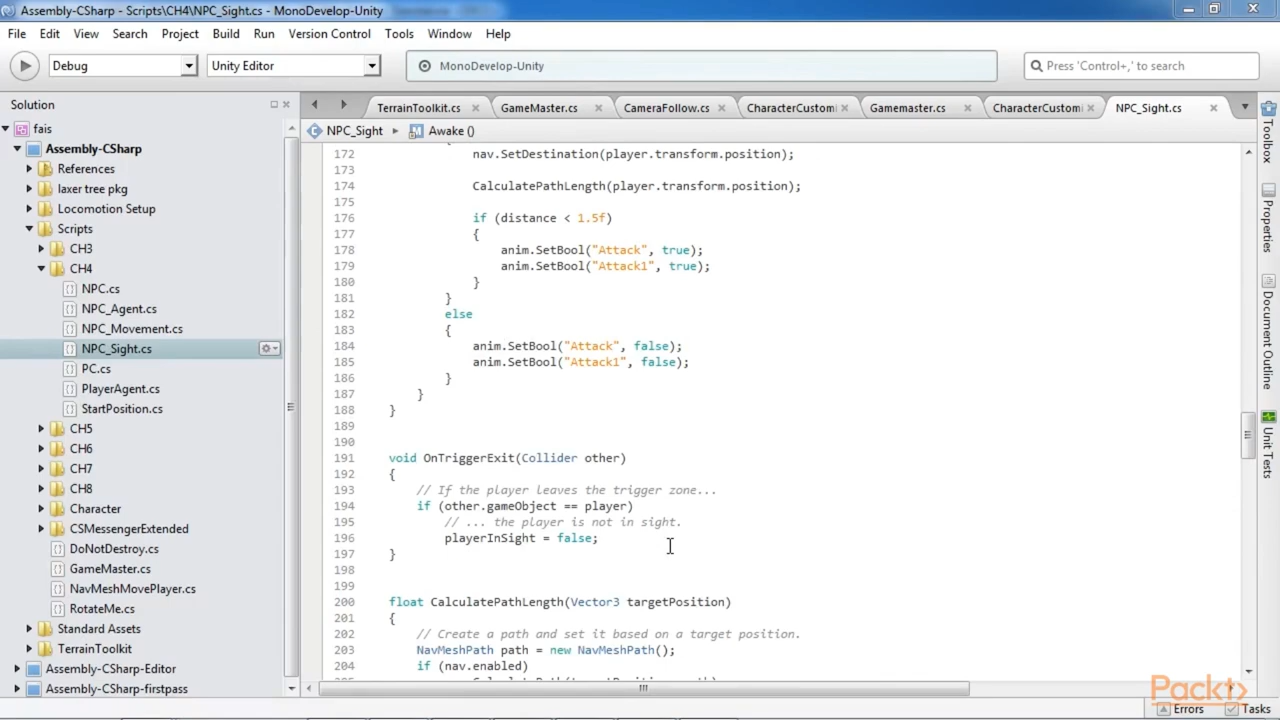 Assembly-CSharp - Scripts\CH4\NPC_Sight.cs - MonoDevelop-Unity
File Edit View Search Project Build Run Version Control Tools Window Help
Debug Unity Editor MonoDevelop-Unity Press 'Control+,' to search
Solution
TerrainToolkit.cs GameMaster.cs CameraFollow.cs CharacterCustomi Gamemaster.cs CharacterCustomi NPC_Sight.cs
NPC_Sight Awake ()
fais
Assembly-CSharp
References
laxer tree pkg
Locomotion Setup
Scripts
CH3
CH4
NPC.cs
NPC_Agent.cs
NPC_Movement.cs
NPC_Sight.cs
PC.cs
PlayerAgent.cs
StartPosition.cs
CH5
CH6
CH7
CH8
Character
CSMessengerExtended
DoNotDestroy.cs
GameMaster.cs
NavMeshMovePlayer.cs
RotateMe.cs
Standard Assets
TerrainToolkit
Assembly-CSharp-Editor
Assembly-CSharp-firstpass
172 nav.SetDestination(player.transform.position);
173
174 CalculatePathLength(player.transform.position);
175
176 if (distance < 1.5f)
177 {
178 anim.SetBool("Attack", true);
179 anim.SetBool("Attack1", true);
180 }
181 }
182 else
183 {
184 anim.SetBool("Attack", false);
185 anim.SetBool("Attack1", false);
186 }
187 }
188 }
189
190
191 void OnTriggerExit(Collider other)
192 {
193 // If the player leaves the trigger zone...
194 if (other.gameObject == player)
195 // ... the player is not in sight.
196 playerInSight = false;
197 }
198
199
200 float CalculatePathLength(Vector3 targetPosition)
201 {
202 // Create a path and set it based on a target position.
203 NavMeshPath path = new NavMeshPath();
204 if (nav.enabled)
Toolbox
Properties
Document Outline
Unit Tests
Packt>
Errors Tasks